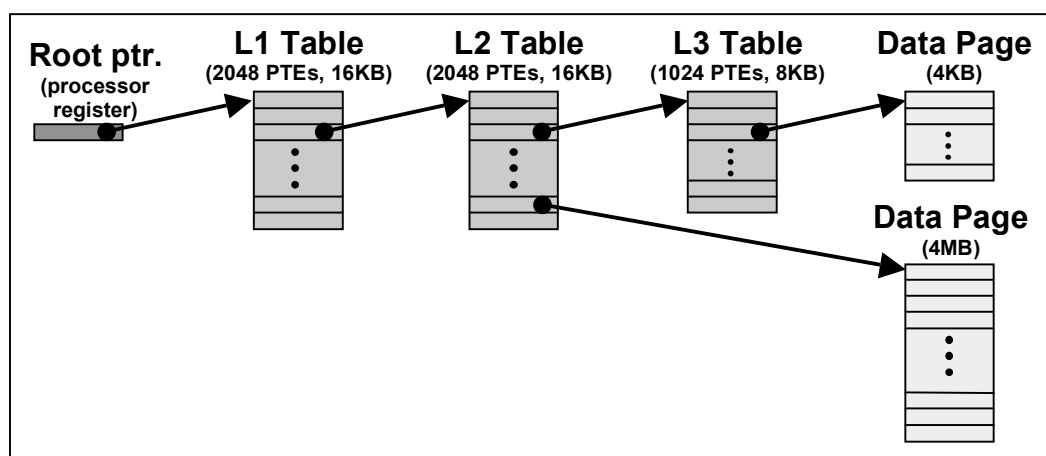 Root ptr.
(processor
register)
L1 Table
(2048 PTEs, 16KB)
L2 Table
(2048 PTEs, 16KB)
L3 Table
(1024 PTEs, 8KB)
Data Page
(4KB)
Data Page
(4MB)